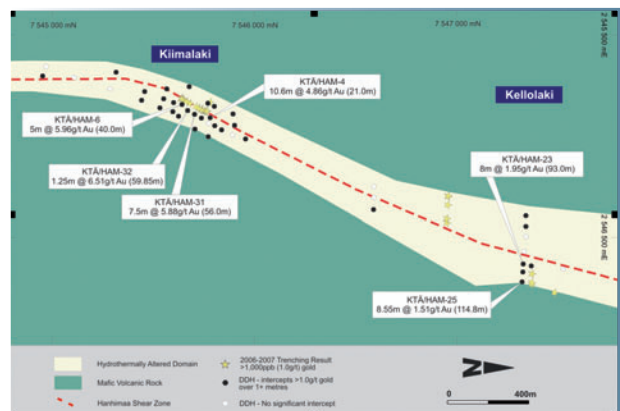 7 545 000 mN
7 546 000 mN
7 547 000 mN
2 545 500 mE
Kiimalaki
Kellolaki
KTÄ/HAM-4
10.6m @ 4.86g/t Au (21.0m)
KTÄ/HAM-6
5m @ 5.96g/t Au (40.0m)
KTÄ/HAM-23
8m @ 1.95g/t Au (93.0m)
KTÄ/HAM-32
1.25m @ 6.51g/t Au (59.85m)
KTÄ/HAM-31
7.5m @ 5.88g/t Au (56.0m)
2 546 500 mE
KTÄ/HAM-25
8.55m @ 1.51g/t Au (114.8m)
Hydrothermally Altered Domain
Mafic Volcanic Rock
Hanhimaa Shear Zone
2006-2007 Trenching Result
>1,000ppb (1.0g/t) gold
DDH - intercepts >1.0g/t gold
over 1+ metres
DDH - No significant intercept
N
0
400m